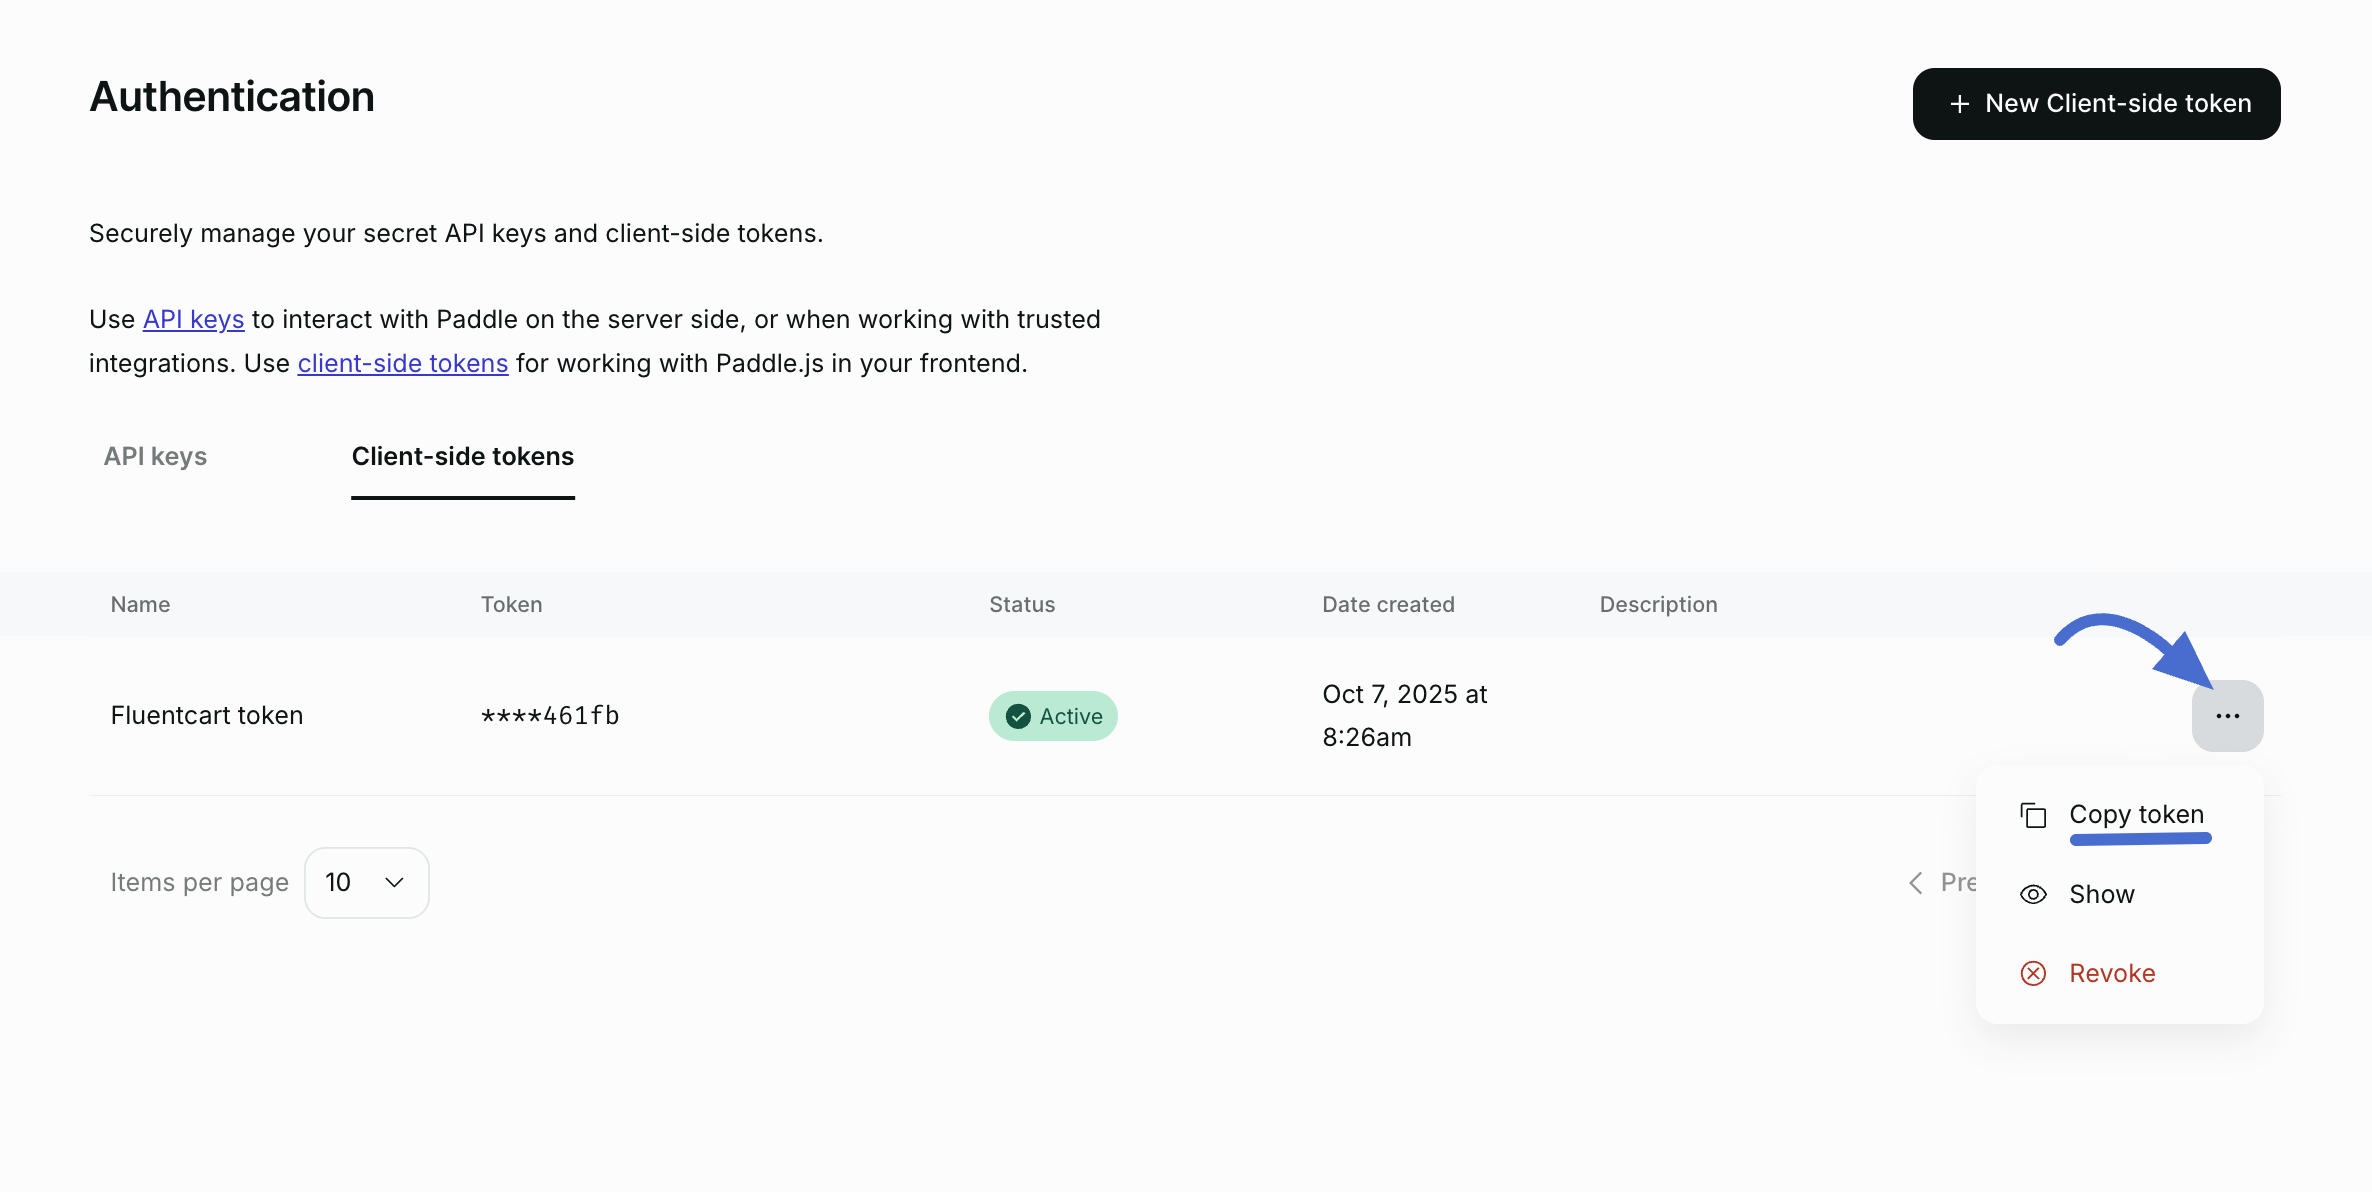 Authentication
+ New Client-side token
Securely manage your secret API keys and client-side tokens.
Use API keys to interact with Paddle on the server side, or when working with trusted
integrations. Use client-side tokens for working with Paddle.js in your frontend.
API keys
Client-side tokens
Name
Token
Status
Date created
Description
Fluentcart token
****461fb
Active
Oct 7, 2025 at
8:26am
...
Copy token
Show
Revoke
Items per page
10
Pre